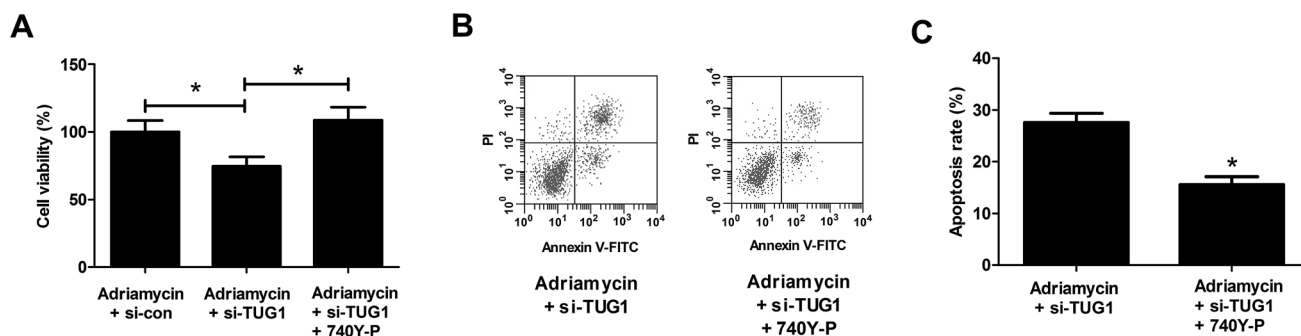 A
Cell viability (%)
150
100
50
0
*
*
Adriamycin
+ si-con
Adriamycin
+ si-TUG1
Adriamycin
+ si-TUG1
+ 740Y-P
B
PI
10^4
10^3
10^2
10^1
10^0
10^0 10^1 10^2 10^3 10^4
Annexin V-FITC
Adriamycin
+ si-TUG1
PI
10^4
10^3
10^2
10^1
10^0
10^0 10^1 10^2 10^3 10^4
Annexin V-FITC
Adriamycin
+ si-TUG1
+ 740Y-P
C
Apoptosis rate (%)
40
30
20
10
0
*
Adriamycin
+ si-TUG1
Adriamycin
+ si-TUG1
+ 740Y-P